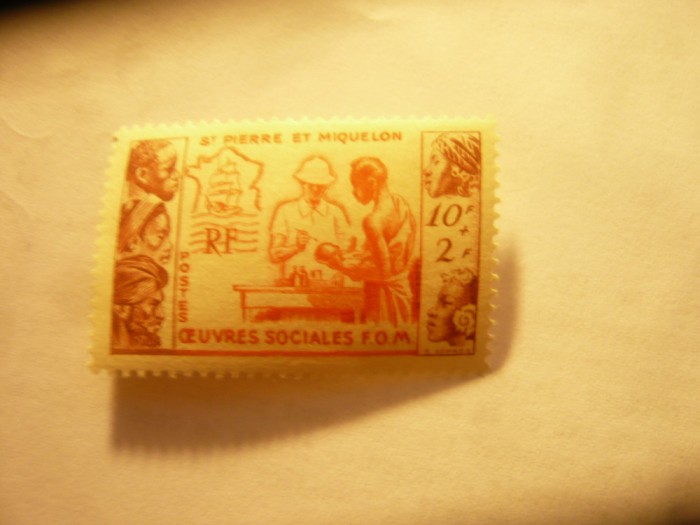 ST PIERRE ET MIQUELON
RF
10F
+
2F
POSTES
ŒUVRES SOCIALES F.O.M.